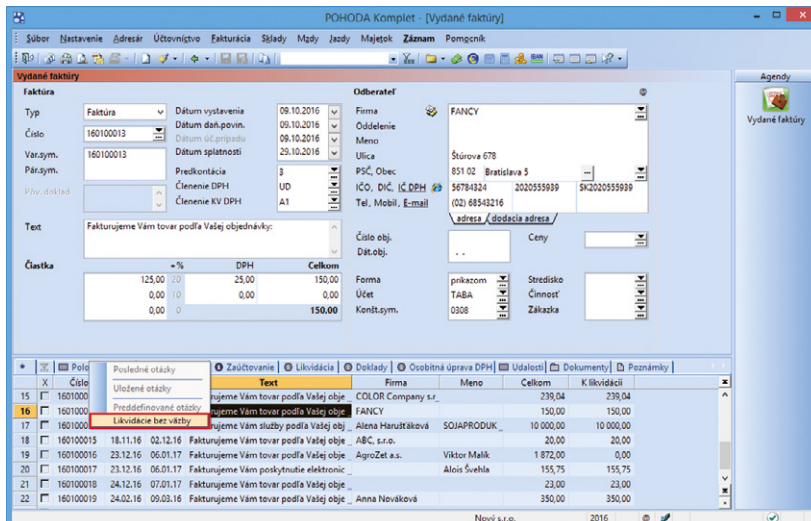 POHODA Komplet - [Vydané faktúry]
Súbor Nastavenie Adresár Účtovníctvo Fakturácia Sklady Mzdy Jazdy Majetok Záznam Pomocník
Vydané faktúry
Agendy
Vydané faktúry
Faktúra
Typ Faktúra
Číslo 160100013
Var.sym. 160100013
Pár.sym.
Pôv. doklad
Dátum vystavenia 09.10.2016
Dátum daň.povin. 09.10.2016
Dátum úč.prípadu 09.10.2016
Dátum splatnosti 29.10.2016
Predkontácia 3
Členenie DPH UD
Členenie KV DPH A1
Text Fakturujeme Vám tovar podľa Vašej objednávky:
Čiastka +% DPH Celkom
125,00 20 25,00 150,00
0,00 10 0,00 0,00
0,00 0 150.00
Odberateľ
Firma FANCY
Oddelenie
Meno
Ulica Štúrova 678
PSČ, Obec 851 02 Bratislava 5
IČO, DIČ, IČ DPH 56784324 2020555939 SK2020555939
Tel, Mobil, E-mail (02) 68543216
adresa dodacia adresa
Číslo obj. Ceny
Dát.obj. . .
Forma príkazom Stredisko
Účet TABA Činnosť
Konšt.sym. 0308 Zákazka
Polo Zaúčtovanie Likvidácia Doklady Osobitná úprava DPH Udalosti Dokumenty Poznámky
Posledné otázky
Uložené otázky
Preddefinované otázky
Likvidácie bez väzby
X Číslo Text Firma Meno Celkom K likvidácii
15 1601000 rujeme Vám tovar podľa Vašej obje COLOR Company s.r 239,04 239,04
16 160100 rujeme Vám tovar podľa Vašej obje FANCY 150,00 150,00
17 160100 rujeme Vám služby podľa Vašej obj Alena Harušťáková SOJAPRODUK 10 000,00 10 000,00
18 160100015 18.11.16 02.12.16 Fakturujeme Vám tovar podľa Vašej obje ABC, s.r.o. 20,00 20,00
19 160100016 23.12.16 06.01.17 Fakturujeme Vám tovar podľa Vašej obje AgroZet a.s. Viktor Malík 1 872,00 0,00
20 160100017 23.12.16 06.01.17 Fakturujeme Vám poskytnutie elektronic Alois Švehla 155,75 155,75
21 160100018 24.12.16 07.01.17 Fakturujeme Vám tovar podľa Vašej obje 23,00 23,00
22 160100019 24.02.16 09.03.16 Fakturujeme Vám tovar podľa Vašej obje Anna Nováková 350,00 350,00
Nový s.r.o. 2016